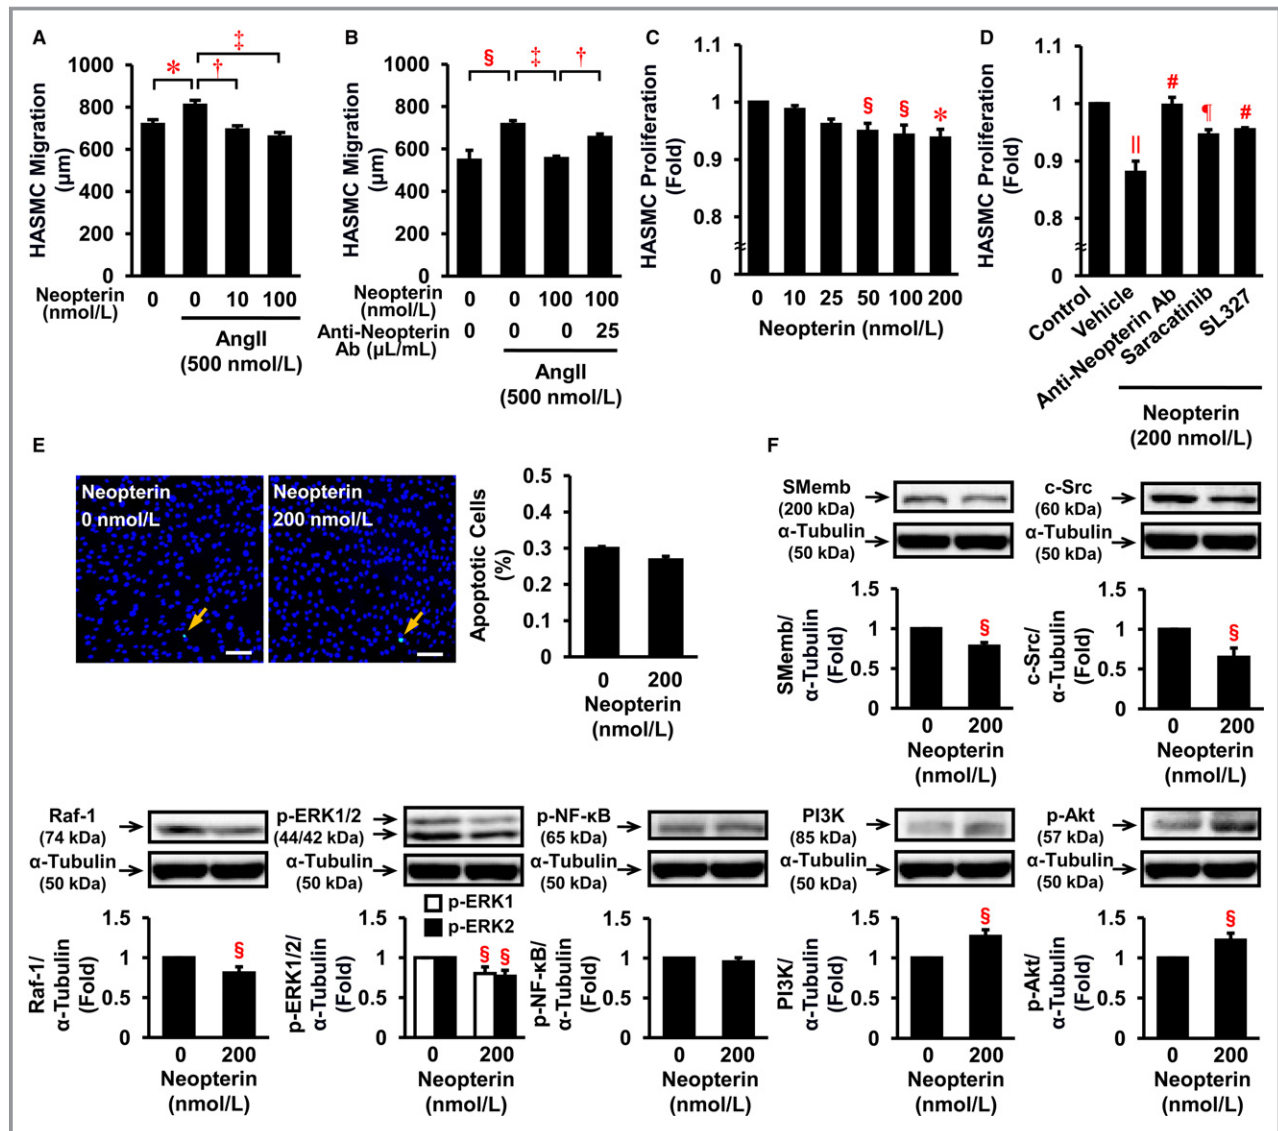 A
HASMC Migration
(μm)
1000
800
600
400
200
0
* † ‡
Neopterin
(nmol/L)
0 0 10 100
AngII
(500 nmol/L)
B
HASMC Migration
(μm)
1000
800
600
400
200
0
§ ‡ †
Neopterin
(nmol/L)
0 0 100 100
Anti-Neopterin
Ab (μL/mL)
0 0 0 25
AngII
(500 nmol/L)
C
HASMC Proliferation
(Fold)
1.1
1
0.9
0.8
0
§ § *
0 10 25 50 100 200
Neopterin (nmol/L)
D
HASMC Proliferation
(Fold)
1.1
1
0.9
0.8
0
|| # ¶ #
Control
Vehicle
Anti-Neopterin Ab
Saracatinib
SL327
Neopterin
(200 nmol/L)
E
Neopterin
0 nmol/L
Neopterin
200 nmol/L
Apoptotic Cells
(%)
0.5
0.4
0.3
0.2
0.1
0
0 200
Neopterin
(nmol/L)
F
SMemb
(200 kDa)
α-Tubulin
(50 kDa)
SMemb/
α-Tubulin
(Fold)
1.5
1
0.5
0
§
0 200
Neopterin
(nmol/L)
c-Src
(60 kDa)
α-Tubulin
(50 kDa)
c-Src/
α-Tubulin
(Fold)
1.5
1
0.5
0
§
0 200
Neopterin
(nmol/L)
Raf-1
(74 kDa)
α-Tubulin
(50 kDa)
Raf-1/
α-Tubulin
(Fold)
1.5
1
0.5
0
§
0 200
Neopterin
(nmol/L)
p-ERK1/2
(44/42 kDa)
α-Tubulin
(50 kDa)
p-ERK1
p-ERK2
p-ERK1/2/
α-Tubulin
(Fold)
1.5
1
0.5
0
§ §
0 200
Neopterin
(nmol/L)
p-NF-κB
(65 kDa)
α-Tubulin
(50 kDa)
p-NF-κB/
α-Tubulin
(Fold)
1.5
1
0.5
0
0 200
Neopterin
(nmol/L)
PI3K
(85 kDa)
α-Tubulin
(50 kDa)
PI3K/
α-Tubulin
(Fold)
1.5
1
0.5
0
§
0 200
Neopterin
(nmol/L)
p-Akt
(57 kDa)
α-Tubulin
(50 kDa)
p-Akt/
α-Tubulin
(Fold)
1.5
1
0.5
0
§
0 200
Neopterin
(nmol/L)